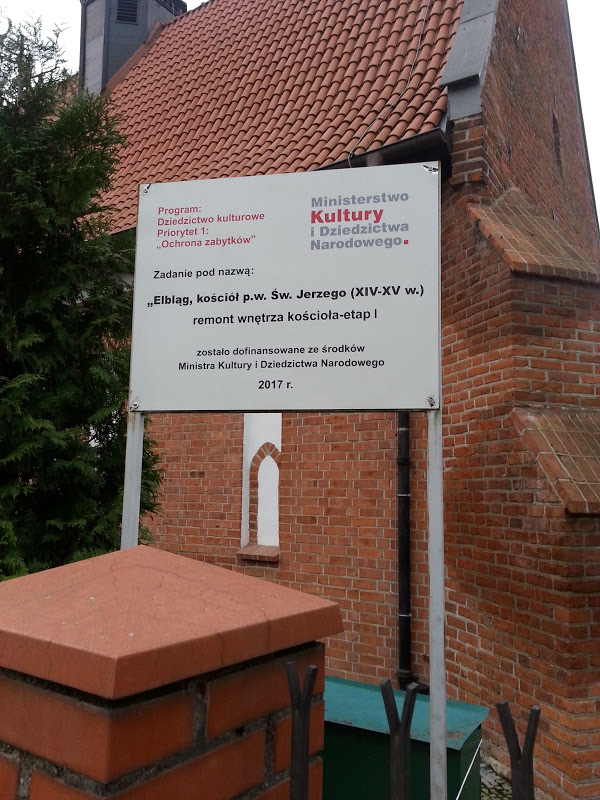 Program:
Dziedzictwo kulturowe
Priorytet 1:
„Ochrona zabytków”
Ministerstwo
Kultury
i Dziedzictwa
Narodowego.
Zadanie pod nazwą:
„Elbląg, kościół p.w. Św. Jerzego (XIV-XV w.)
remont wnętrza kościoła-etap I
zostało dofinansowane ze środków
Ministra Kultury i Dziedzictwa Narodowego
2017 r.